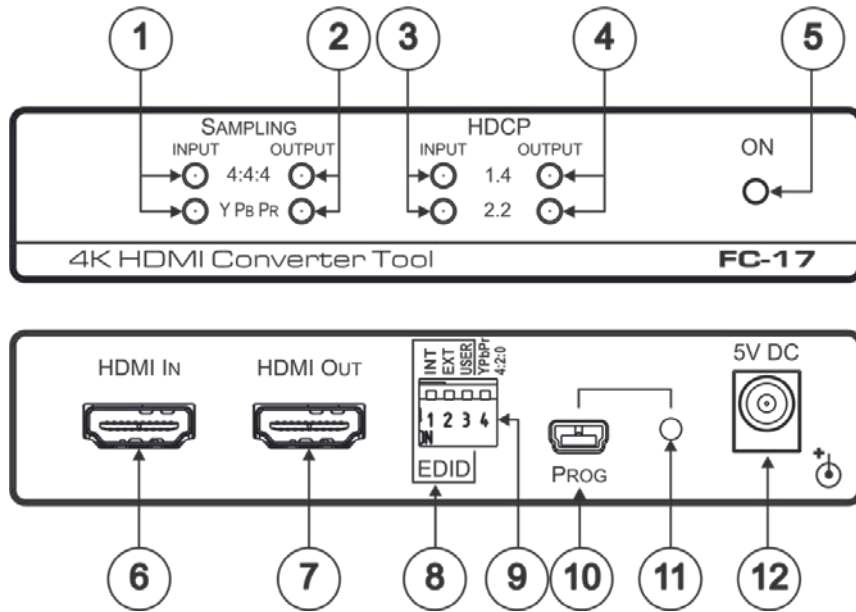 1 2 3 4 5
SAMPLING HDCP
INPUT OUTPUT INPUT OUTPUT ON
4:4:4 1.4
Y PB PR 2.2
4K HDMI Converter Tool FC-17
HDMI IN HDMI OUT 5V DC
INT
EXT
USER
YPbPr
4:2:0
1 2 3 4
ON
EDID
PROG
+
6 7 8 9 10 11 12